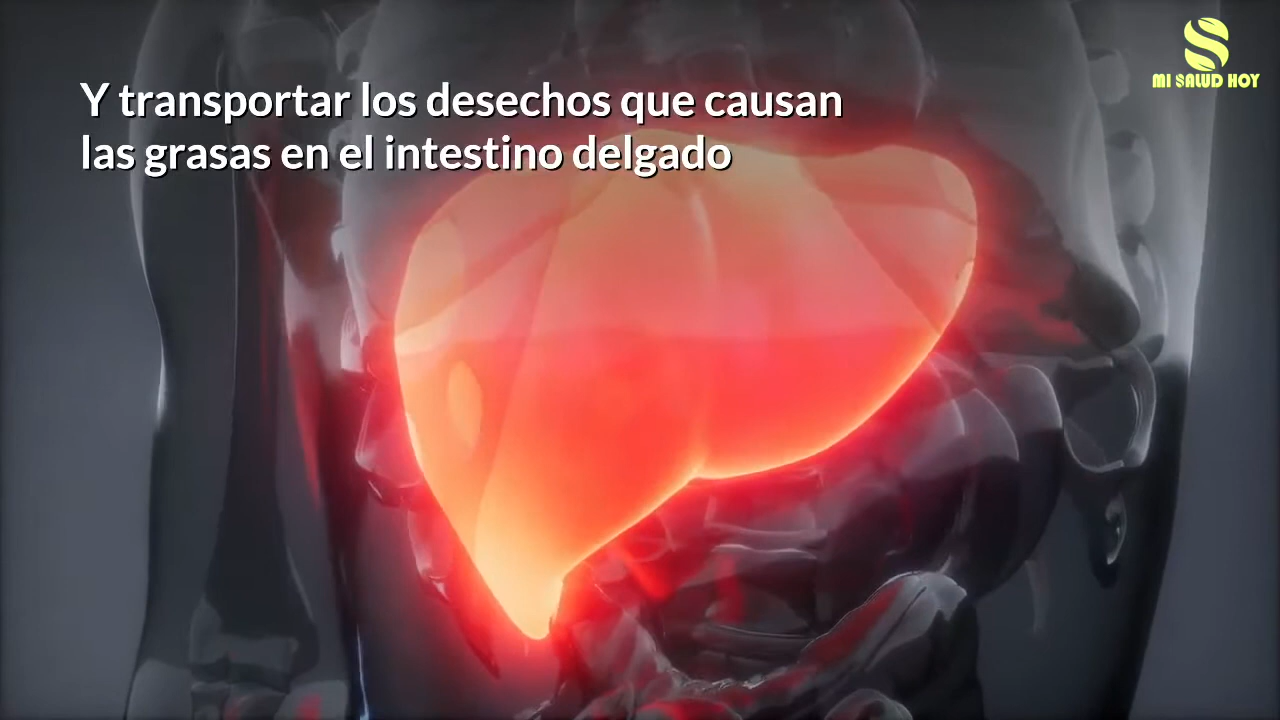 Y transportar los desechos que causan
las grasas en el intestino delgado
MI SALUD HOY